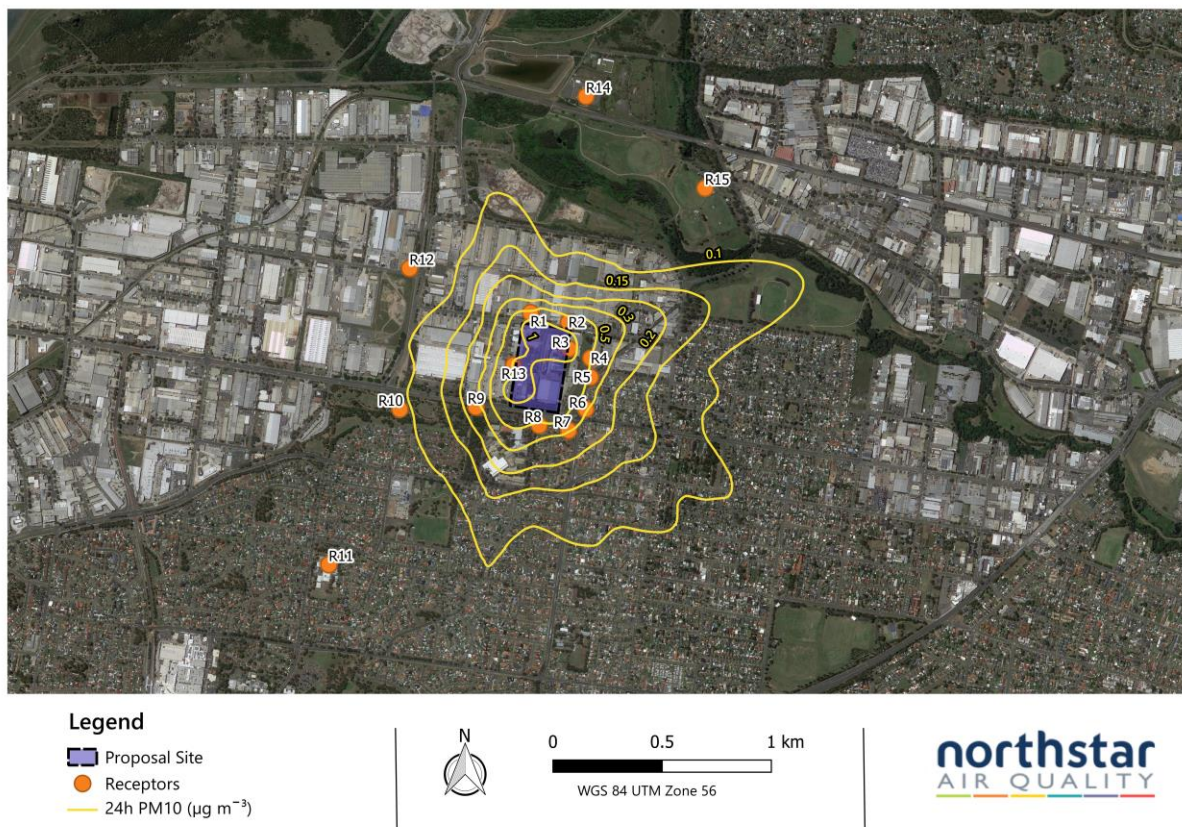 R14
R15
0.1
R12
0.15
0.3
R1
R2
0.5
0.2
1
R3
R4
R13
R5
R10
R9
R6
R8
R7
R11
Legend
Proposal Site
Receptors
24h PM10 (µg m⁻³)
N
0 0.5 1 km
WGS 84 UTM Zone 56
northstar
AIR QUALITY